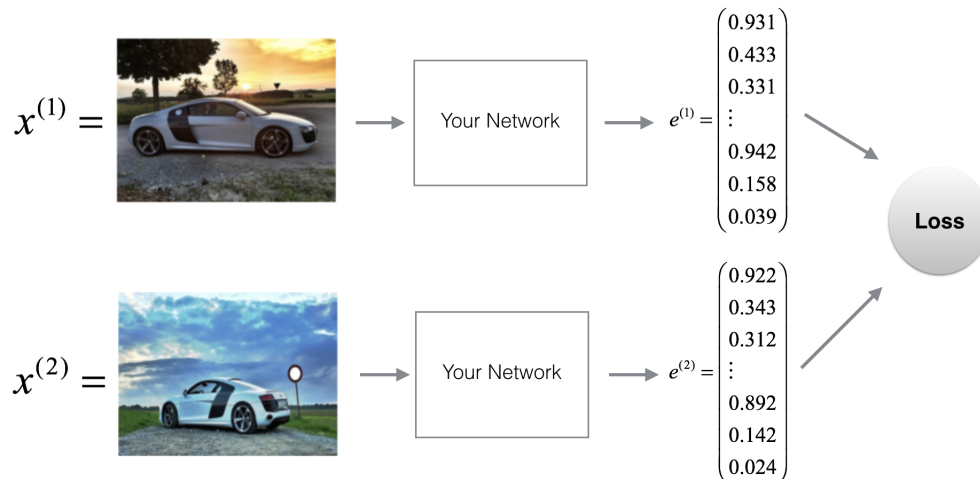 x^{(1)} =
Your Network
e^{(1)} =
0.931
0.433
0.331
⋮
0.942
0.158
0.039
Loss
x^{(2)} =
Your Network
e^{(2)} =
0.922
0.343
0.312
⋮
0.892
0.142
0.024